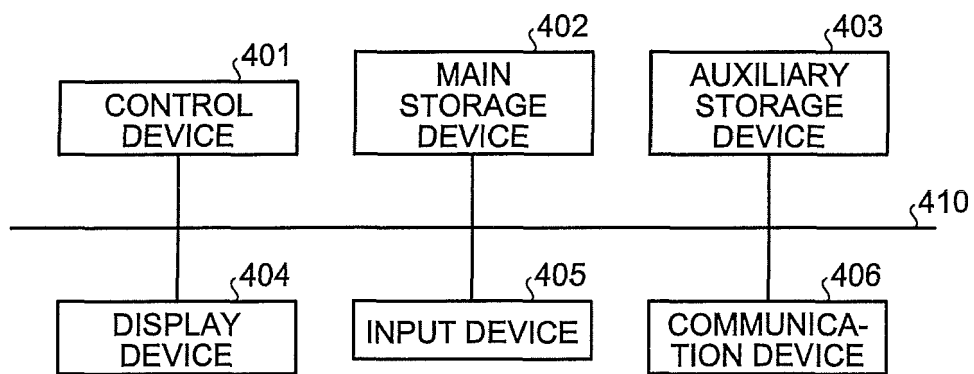 401
CONTROL
DEVICE
402
MAIN
STORAGE
DEVICE
403
AUXILIARY
STORAGE
DEVICE
410
404
DISPLAY
DEVICE
405
INPUT DEVICE
406
COMMUNICA-
TION DEVICE